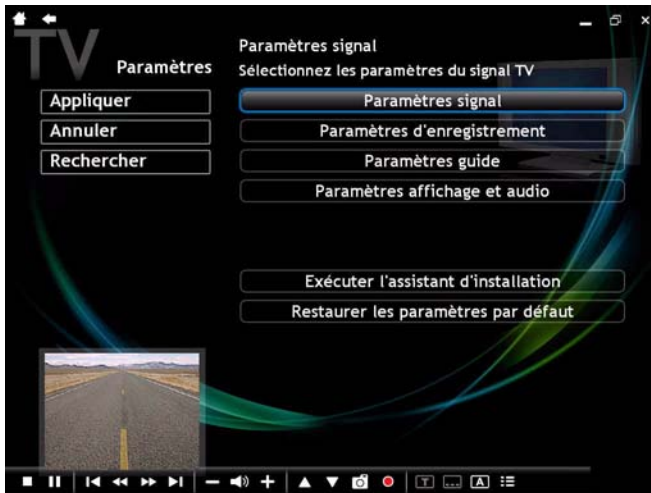 TV
Paramètres
Paramètres signal
Sélectionnez les paramètres du signal TV
Appliquer
Annuler
Rechercher
Paramètres signal
Paramètres d'enregistrement
Paramètres guide
Paramètres affichage et audio
Exécuter l'assistant d'installation
Restaurer les paramètres par défaut
T
A